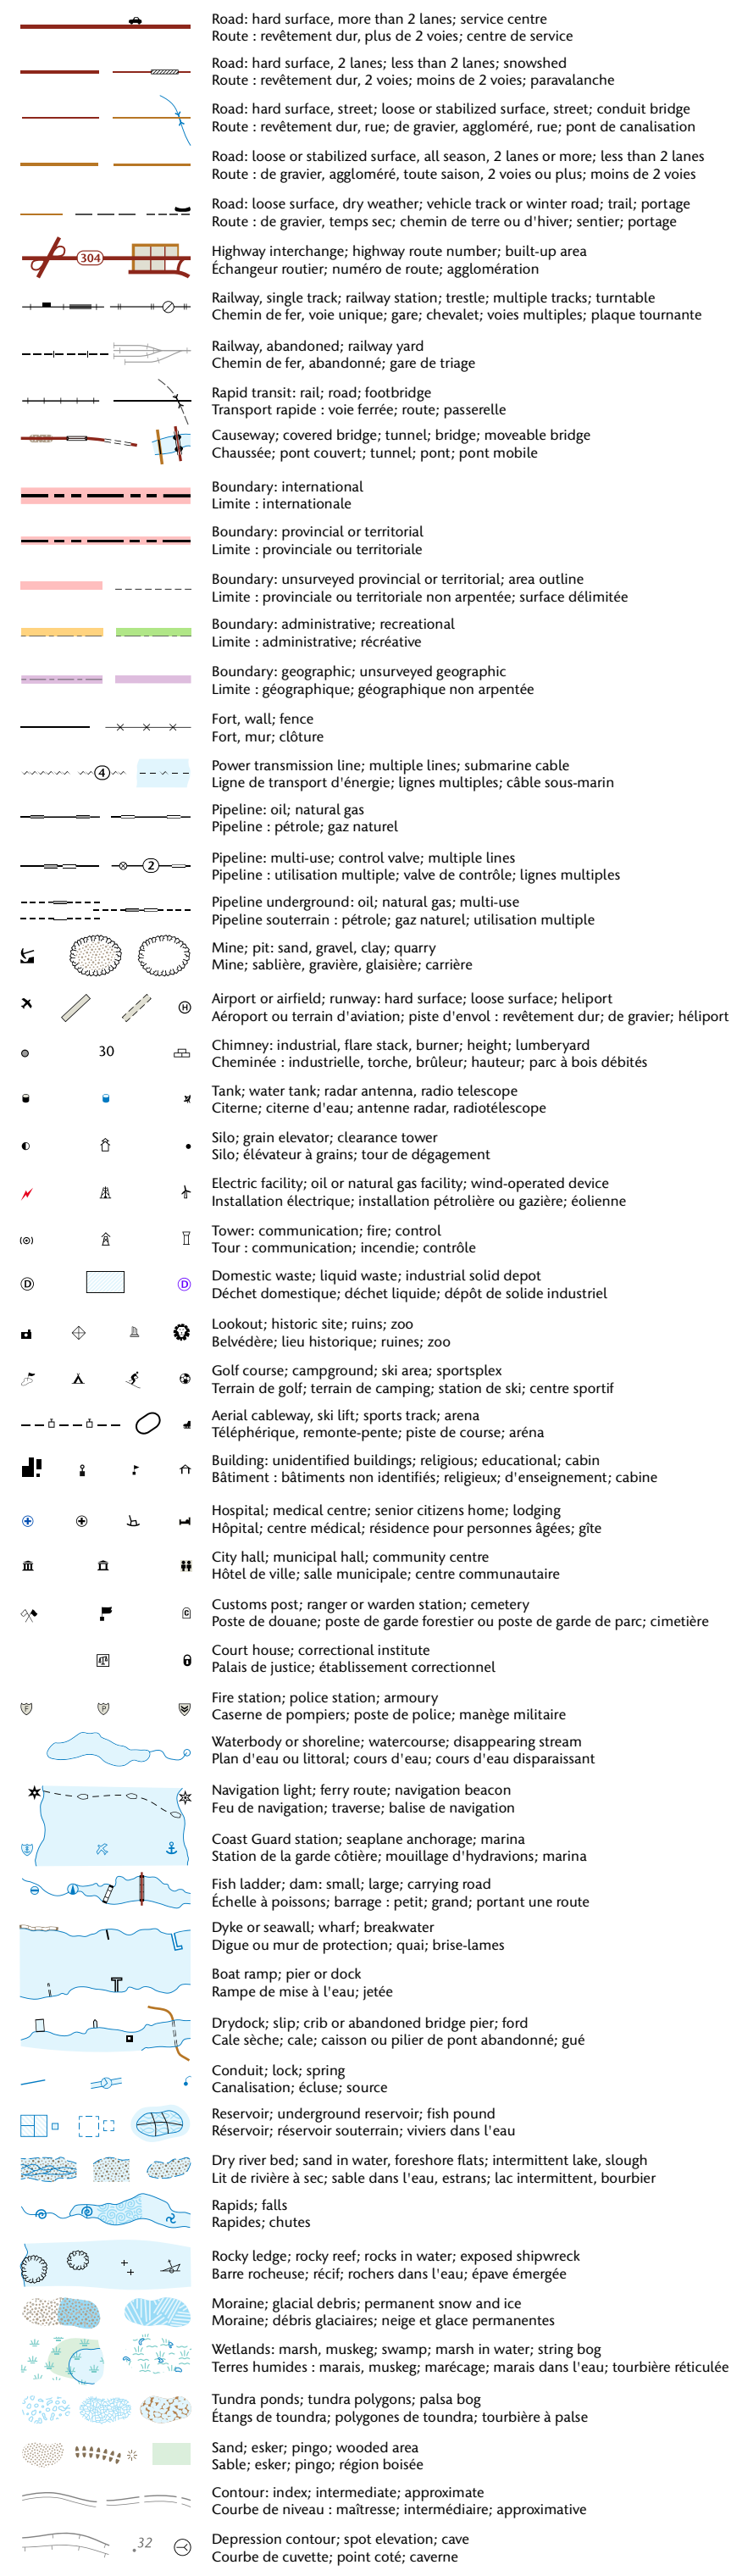 Road: hard surface, more than 2 lanes; service centre
Route : revêtement dur, plus de 2 voies; centre de service
Road: hard surface, 2 lanes; less than 2 lanes; snowshed
Route : revêtement dur, 2 voies; moins de 2 voies; paravalanche
Road: hard surface, street; loose or stabilized surface, street; conduit bridge
Route : revêtement dur, rue; de gravier, aggloméré, rue; pont de canalisation
Road: loose or stabilized surface, all season, 2 lanes or more; less than 2 lanes
Route : de gravier, aggloméré, toute saison, 2 voies ou plus; moins de 2 voies
Road: loose surface, dry weather; vehicle track or winter road; trail; portage
Route : de gravier, temps sec; chemin de terre ou d'hiver; sentier; portage
304
Highway interchange; highway route number; built-up area
Échangeur routier; numéro de route; agglomération
Railway, single track; railway station; trestle; multiple tracks; turntable
Chemin de fer, voie unique; gare; chevalet; voies multiples; plaque tournante
Railway, abandoned; railway yard
Chemin de fer, abandonné; gare de triage
Rapid transit: rail; road; footbridge
Transport rapide : voie ferrée; route; passerelle
Causeway; covered bridge; tunnel; bridge; moveable bridge
Chaussée; pont couvert; tunnel; pont; pont mobile
Boundary: international
Limite : internationale
Boundary: provincial or territorial
Limite : provinciale ou territoriale
Boundary: unsurveyed provincial or territorial; area outline
Limite : provinciale ou territoriale non arpentée; surface délimitée
Boundary: administrative; recreational
Limite : administrative; récréative
Boundary: geographic; unsurveyed geographic
Limite : géographique; géographique non arpentée
Fort, wall; fence
Fort, mur; clôture
4
Power transmission line; multiple lines; submarine cable
Ligne de transport d'énergie; lignes multiples; câble sous-marin
Pipeline: oil; natural gas
Pipeline : pétrole; gaz naturel
2
Pipeline: multi-use; control valve; multiple lines
Pipeline : utilisation multiple; valve de contrôle; lignes multiples
Pipeline underground: oil; natural gas; multi-use
Pipeline souterrain : pétrole; gaz naturel; utilisation multiple
Mine; pit: sand, gravel, clay; quarry
Mine; sablière, gravière, glaisière; carrière
H
Airport or airfield; runway: hard surface; loose surface; heliport
Aéroport ou terrain d'aviation; piste d'envol : revêtement dur; de gravier; héliport
30
Chimney: industrial, flare stack, burner; height; lumberyard
Cheminée : industrielle, torche, brûleur; hauteur; parc à bois débités
Tank; water tank; radar antenna, radio telescope
Citerne; citerne d'eau; antenne radar, radiotélescope
Silo; grain elevator; clearance tower
Silo; élévateur à grains; tour de dégagement
Electric facility; oil or natural gas facility; wind-operated device
Installation électrique; installation pétrolière ou gazière; éolienne
Tower: communication; fire; control
Tour : communication; incendie; contrôle
D D
Domestic waste; liquid waste; industrial solid depot
Déchet domestique; déchet liquide; dépôt de solide industriel
Lookout; historic site; ruins; zoo
Belvédère; lieu historique; ruines; zoo
Golf course; campground; ski area; sportsplex
Terrain de golf; terrain de camping; station de ski; centre sportif
Aerial cableway, ski lift; sports track; arena
Téléphérique, remonte-pente; piste de course; aréna
Building: unidentified buildings; religious; educational; cabin
Bâtiment : bâtiments non identifiés; religieux; d'enseignement; cabine
Hospital; medical centre; senior citizens home; lodging
Hôpital; centre médical; résidence pour personnes âgées; gîte
City hall; municipal hall; community centre
Hôtel de ville; salle municipale; centre communautaire
C
Customs post; ranger or warden station; cemetery
Poste de douane; poste de garde forestier ou poste de garde de parc; cimetière
Court house; correctional institute
Palais de justice; établissement correctionnel
F P
Fire station; police station; armoury
Caserne de pompiers; poste de police; manège militaire
Waterbody or shoreline; watercourse; disappearing stream
Plan d'eau ou littoral; cours d'eau; cours d'eau disparaissant
Navigation light; ferry route; navigation beacon
Feu de navigation; traverse; balise de navigation
Coast Guard station; seaplane anchorage; marina
Station de la garde côtière; mouillage d'hydravions; marina
Fish ladder; dam: small; large; carrying road
Échelle à poissons; barrage : petit; grand; portant une route
Dyke or seawall; wharf; breakwater
Digue ou mur de protection; quai; brise-lames
Boat ramp; pier or dock
Rampe de mise à l'eau; jetée
Drydock; slip; crib or abandoned bridge pier; ford
Cale sèche; cale; caisson ou pilier de pont abandonné; gué
Conduit; lock; spring
Canalisation; écluse; source
Reservoir; underground reservoir; fish pound
Réservoir; réservoir souterrain; viviers dans l'eau
Dry river bed; sand in water, foreshore flats; intermittent lake, slough
Lit de rivière à sec; sable dans l'eau, estrans; lac intermittent, bourbier
Rapids; falls
Rapides; chutes
Rocky ledge; rocky reef; rocks in water; exposed shipwreck
Barre rocheuse; récif; rochers dans l'eau; épave émergée
Moraine; glacial debris; permanent snow and ice
Moraine; débris glaciaires; neige et glace permanentes
Wetlands: marsh, muskeg; swamp; marsh in water; string bog
Terres humides : marais, muskeg; marécage; marais dans l'eau; tourbière réticulée
Tundra ponds; tundra polygons; palsa bog
Étangs de toundra; polygones de toundra; tourbière à palse
Sand; esker; pingo; wooded area
Sable; esker; pingo; région boisée
Contour: index; intermediate; approximate
Courbe de niveau : maîtresse; intermédiaire; approximative
.32
Depression contour; spot elevation; cave
Courbe de cuvette; point coté; caverne